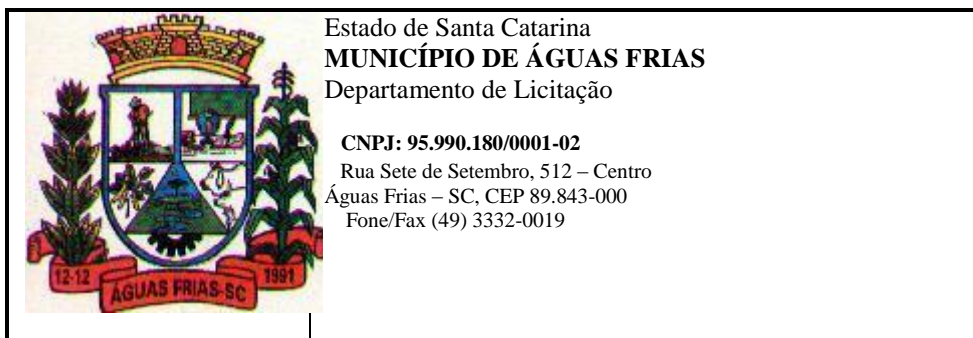 Estado de Santa Catarina
MUNICÍPIO DE ÁGUAS FRIAS
Departamento de Licitação
CNPJ: 95.990.180/0001-02
Rua Sete de Setembro, 512 – Centro
Águas Frias – SC, CEP 89.843-000
Fone/Fax (49) 3332-0019
12-12
ÁGUAS FRIAS-SC
1991